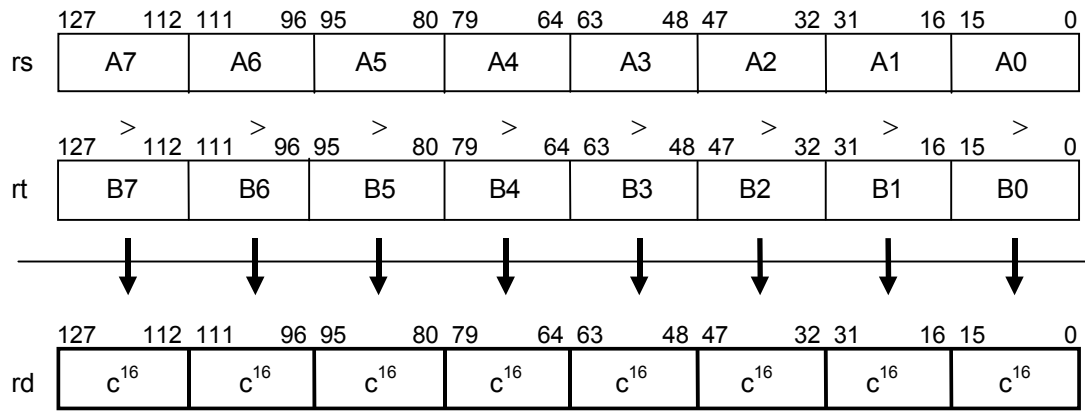 127 112 111 96 95 80 79 64 63 48 47 32 31 16 15 0
rs A7 A6 A5 A4 A3 A2 A1 A0
> > > > > > > >
127 112 111 96 95 80 79 64 63 48 47 32 31 16 15 0
rt B7 B6 B5 B4 B3 B2 B1 B0
127 112 111 96 95 80 79 64 63 48 47 32 31 16 15 0
rd c¹⁶ c¹⁶ c¹⁶ c¹⁶ c¹⁶ c¹⁶ c¹⁶ c¹⁶